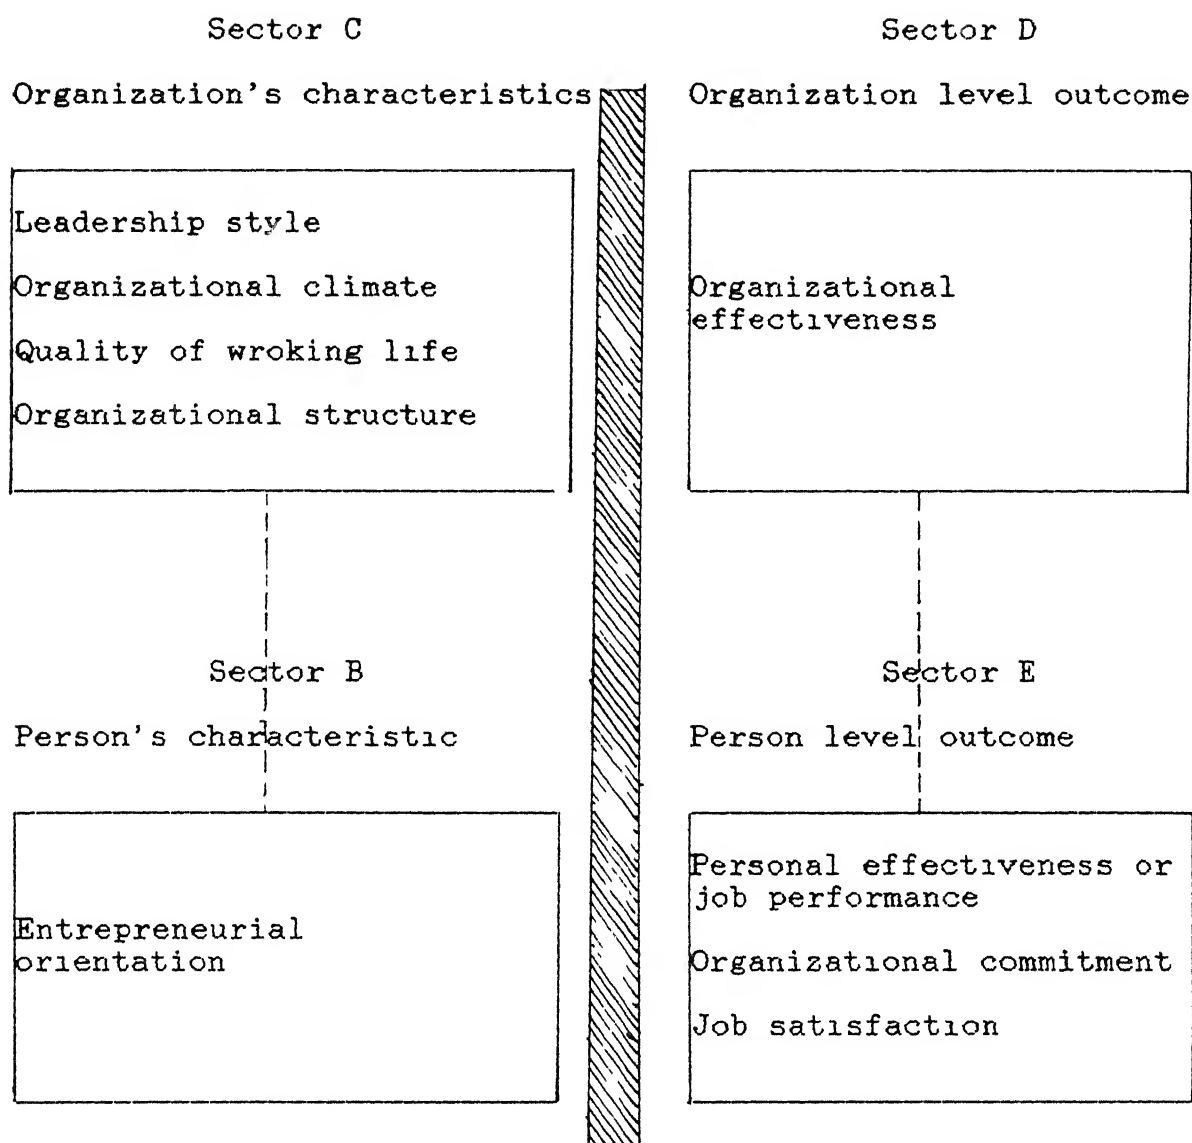 Sector C
Organization's characteristics
Leadership style
Organizational climate
Quality of wroking life
Organizational structure
Sector D
Organization level outcome
Organizational
effectiveness
Sector B
Person's characteristic
Entrepreneurial
orientation
Sector E
Person level outcome
Personal effectiveness or
job performance
Organizational commitment
Job satisfaction